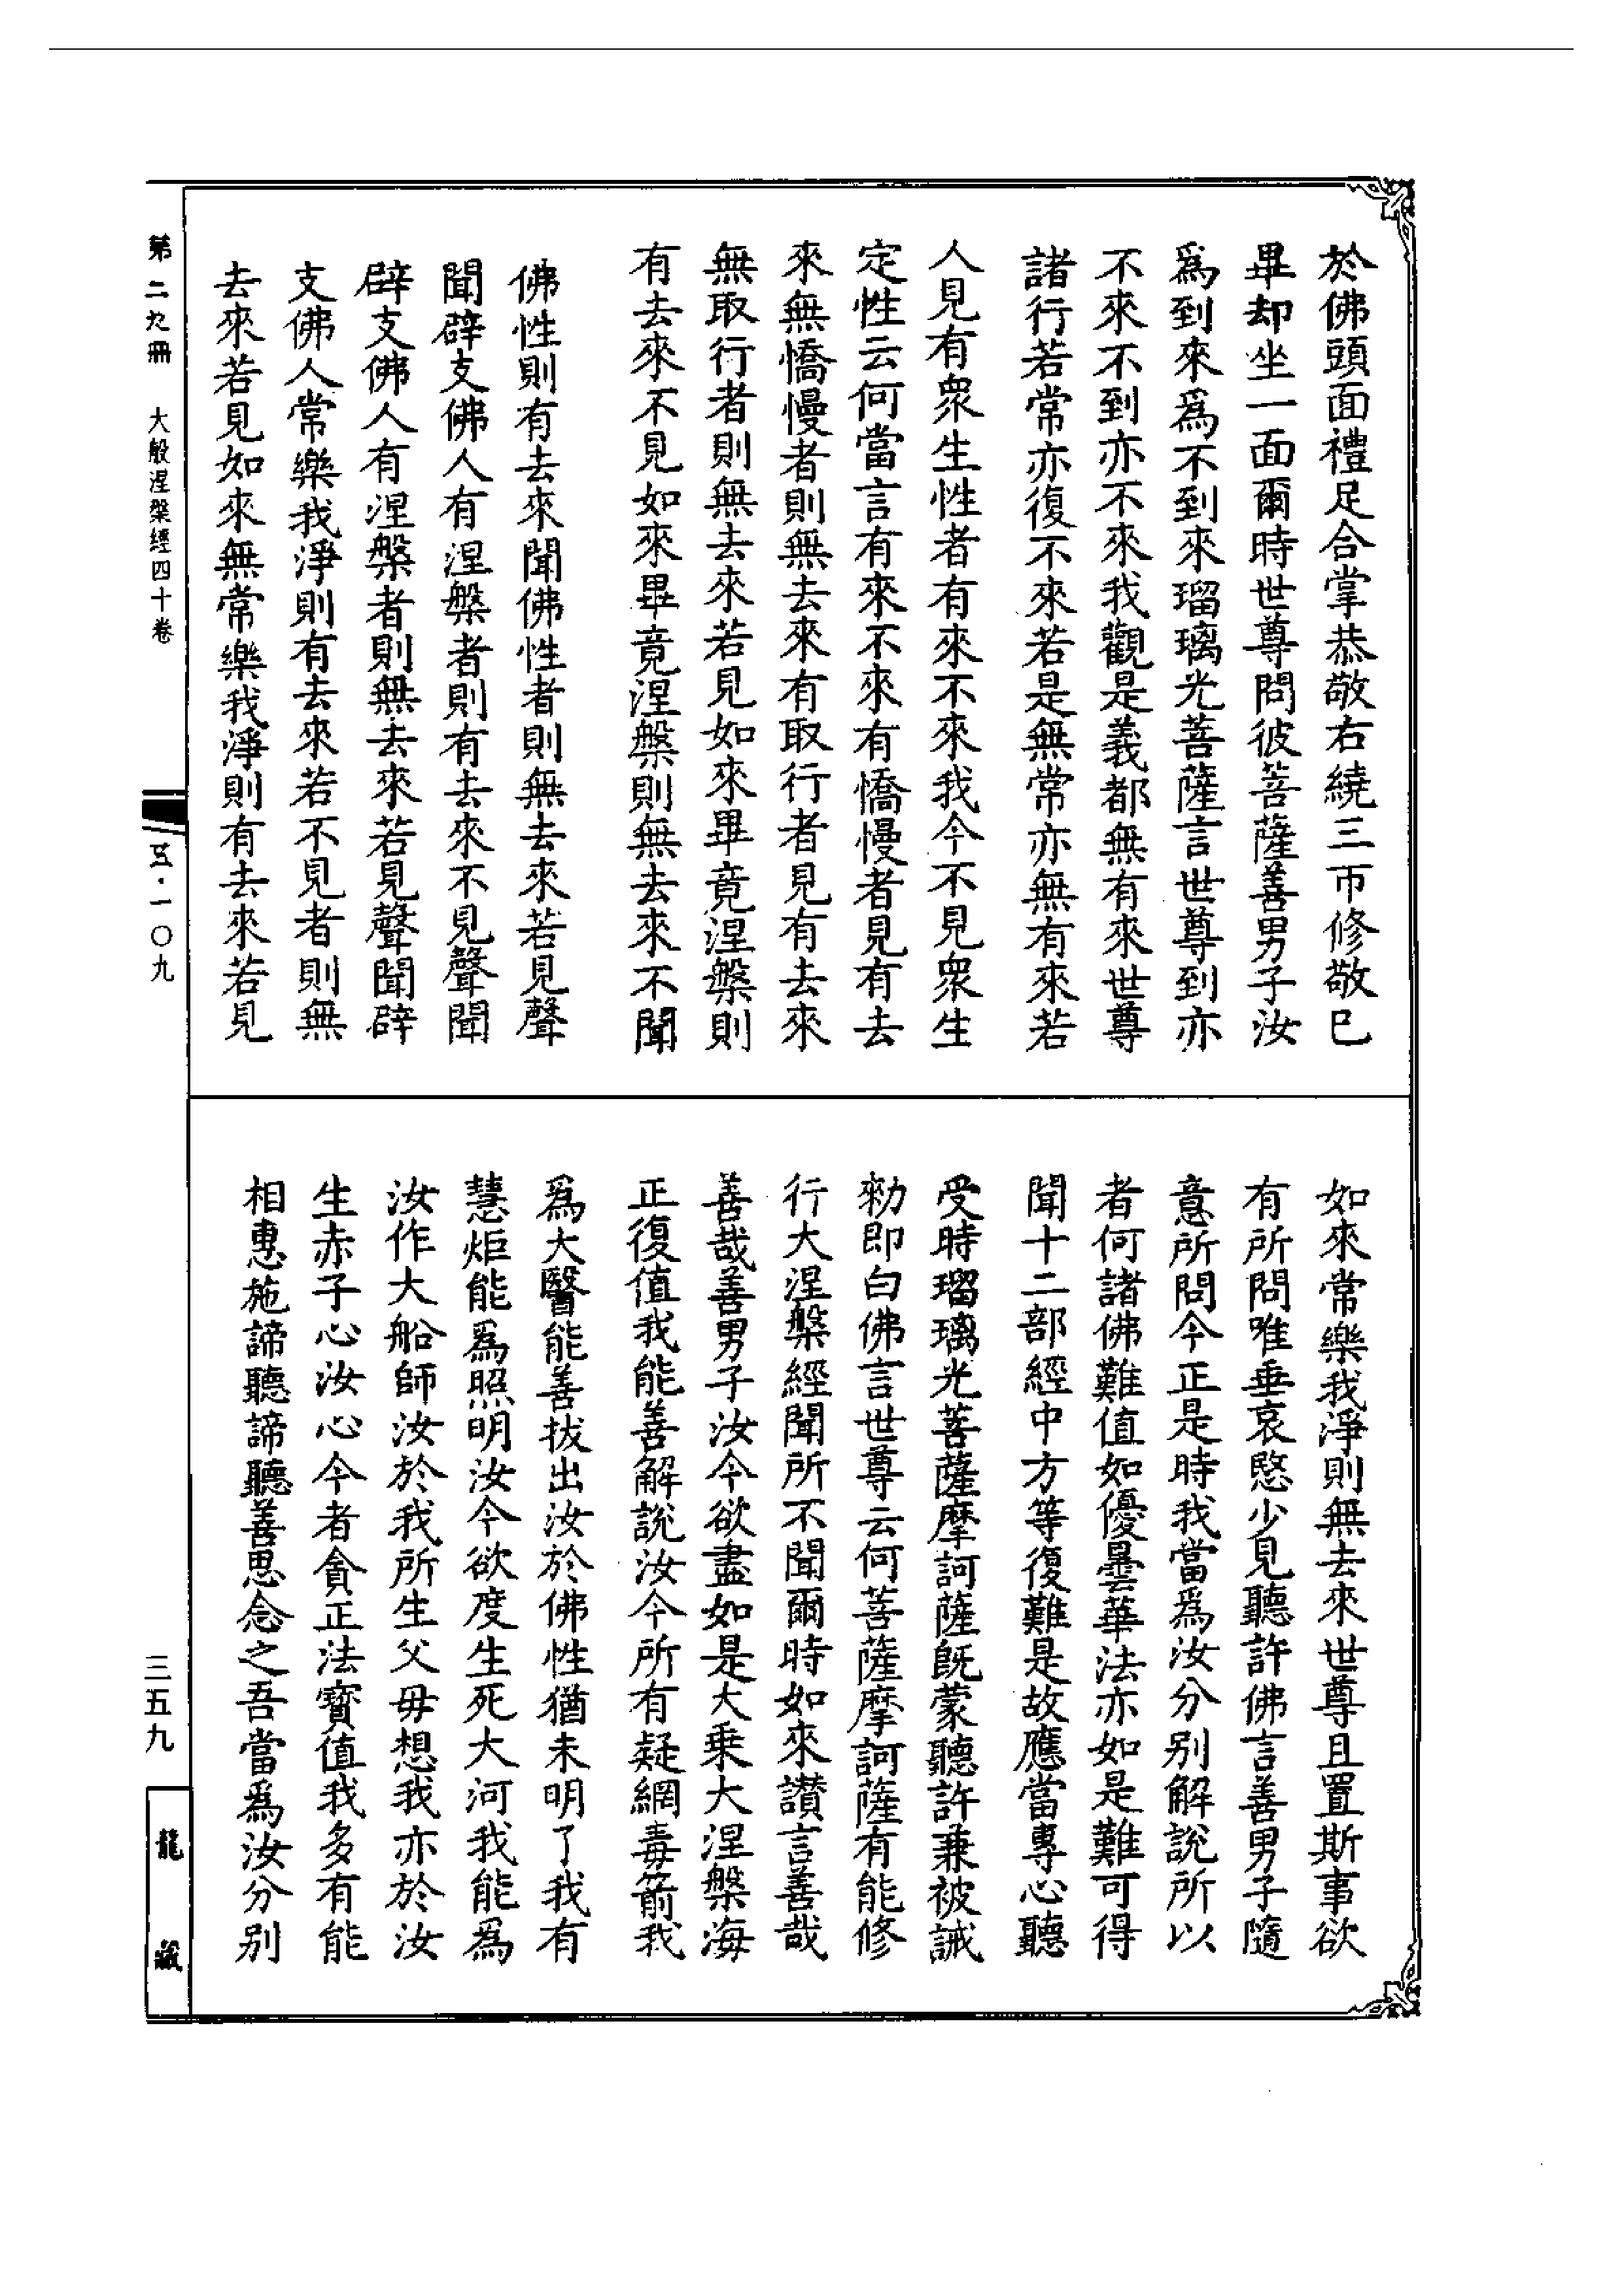 於佛頭面禮足合掌恭敬右繞三帀修敬已
畢却坐一面爾時世尊問彼菩薩善男子汝
爲到來爲不到來瑠璃光菩薩言世尊到亦
不來不到亦不來我觀是義都無有來世尊
諸行若常亦復不來若是無常亦無有來若
人見有衆生性者有來不來我今不見衆生
定性云何當言有來不來有憍慢者見有去
來無憍慢者則無去來有取行者見有去來
無取行者則無去來若見如來畢竟涅槃則
有去來不見如來畢竟涅槃則無去來不聞
佛性則有去來聞佛性者則無去來若見聲
聞辟支佛人有涅槃者則有去來不見聲聞
辟支佛人有涅槃者則無去來若見聲聞辟
支佛人常樂我淨則有去來若不見者則無
去來若見如來無常樂我淨則有去來若見
如來常樂我淨則無去來世尊且置斯事欲
有所問唯垂哀愍少見聽許佛言善男子隨
意所問今正是時我當爲汝分别解說所以
者何諸佛難值如優曇華法亦如是難可得
聞十二部經中方等復難是故應當專心聽
受時瑠璃光菩薩摩訶薩旣蒙聽許兼被誡
勑即白佛言世尊云何菩薩摩訶薩有能修
行大涅槃經聞所不聞爾時如來讃言善哉
善哉善男子汝今欲盡如是大乗大涅槃海
正復值我能善解說汝今所有疑網毒箭我
爲大醫能善拔出汝於佛性猶未明了我有
慧炬能爲照明汝今欲度生死大河我能爲
汝作大船師汝於我所生父母想我亦於汝
生赤子心汝心今者貪正法寳值我多有能
相惠施諦聽諦聽善思念之吾當爲汝分别
第二九冊 大般涅槃經四十卷
五·一〇九
三五九
龍藏